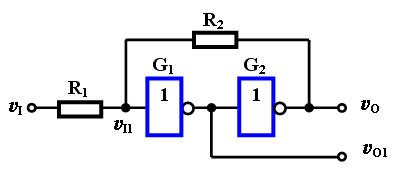 R₂
G₁ G₂
R₁
1 1
vI vI1 vO
vO1